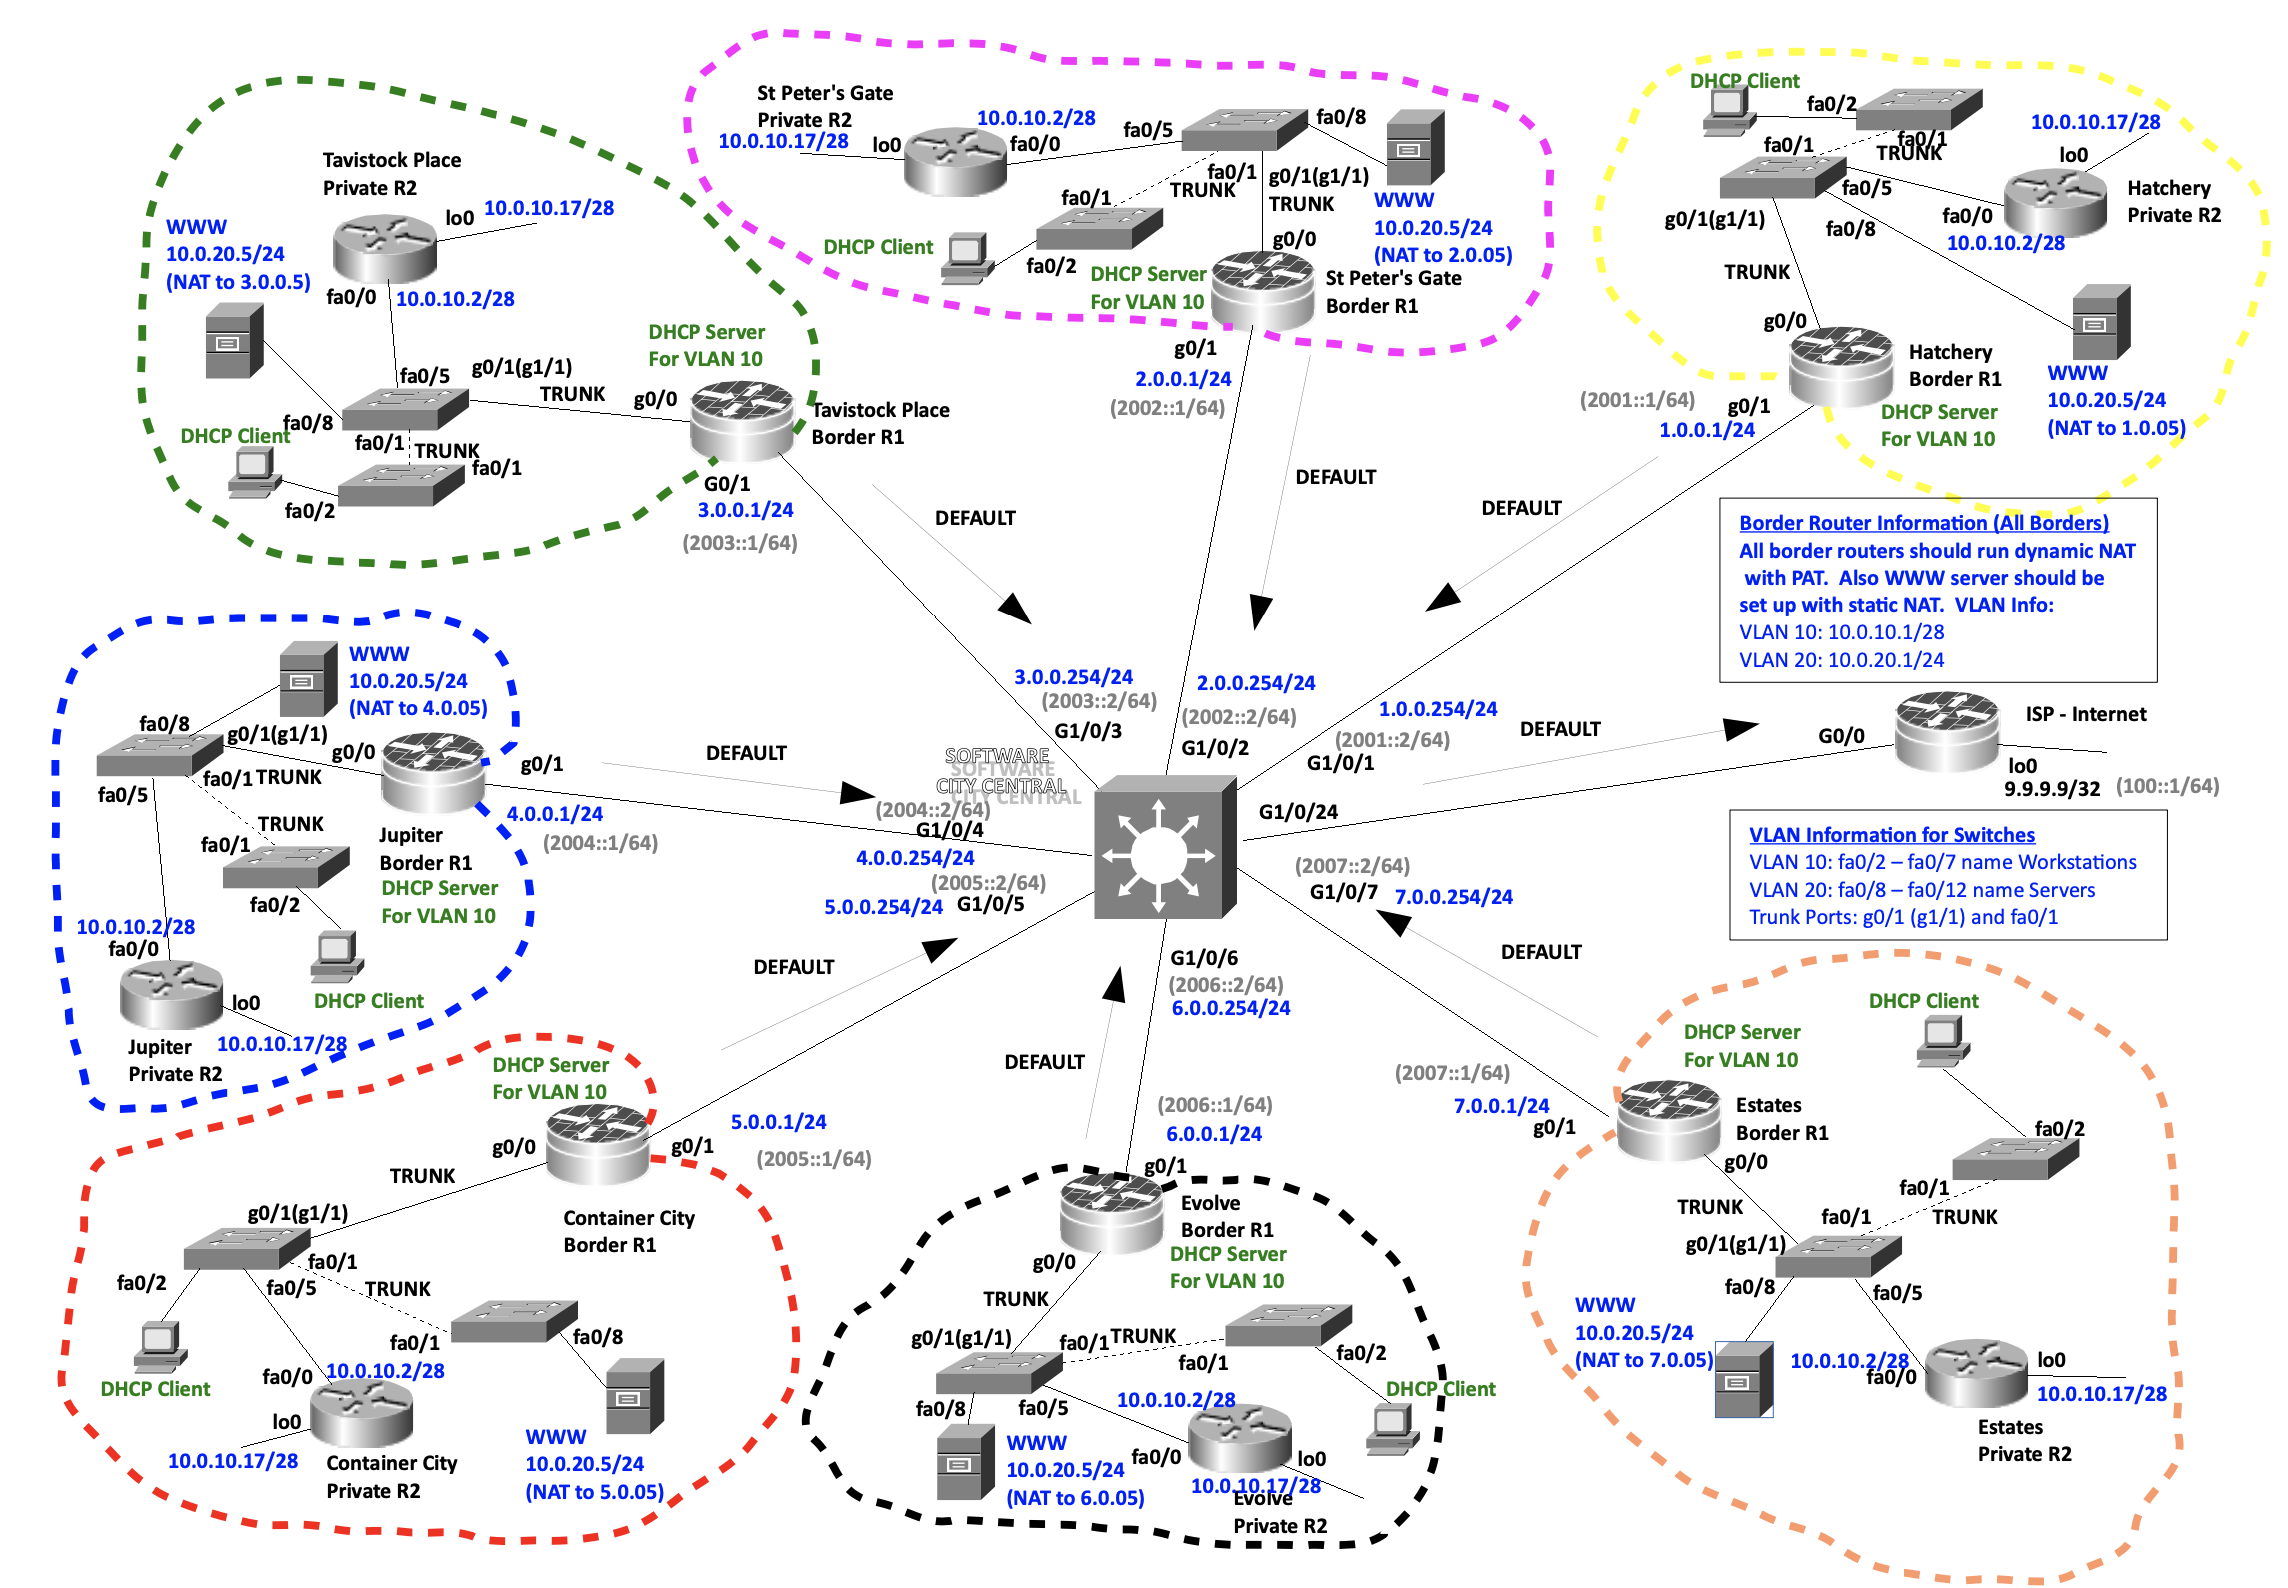 St Peter's Gate
Private R2
10.0.10.17/28
lo0
10.0.10.2/28
fa0/0
fa0/5
fa0/8
fa0/1
g0/1(g1/1)
TRUNK
TRUNK
fa0/1
fa0/2
DHCP Client
WWW
10.0.20.5/24
(NAT to 2.0.05)
g0/0
DHCP Server
For VLAN 10
St Peter's Gate
Border R1
g0/1
2.0.0.1/24
(2002::1/64)
DEFAULT
DHCP Client
fa0/2
fa0/1
fa0/1
TRUNK
10.0.10.17/28
lo0
Hatchery
Private R2
fa0/5
fa0/0
10.0.10.2/28
fa0/8
g0/1(g1/1)
TRUNK
g0/0
Hatchery
Border R1
DHCP Server
For VLAN 10
WWW
10.0.20.5/24
(NAT to 1.0.05)
(2001::1/64)
g0/1
1.0.0.1/24
DEFAULT
Tavistock Place
Private R2
lo0
10.0.10.17/28
WWW
10.0.20.5/24
(NAT to 3.0.0.5)
fa0/0
10.0.10.2/28
DHCP Server
For VLAN 10
fa0/5
g0/1(g1/1)
TRUNK
g0/0
Tavistock Place
Border R1
fa0/8
DHCP Client
fa0/1
TRUNK
fa0/1
fa0/2
G0/1
3.0.0.1/24
(2003::1/64)
DEFAULT
Border Router Information (All Borders)
All border routers should run dynamic NAT
with PAT.  Also WWW server should be
set up with static NAT.  VLAN Info:
VLAN 10: 10.0.10.1/28
VLAN 20: 10.0.20.1/24
3.0.0.254/24
(2003::2/64)
G1/0/3
2.0.0.254/24
(2002::2/64)
G1/0/2
1.0.0.254/24
(2001::2/64)
G1/0/1
DEFAULT
G1/0/24
G0/0
ISP - Internet
lo0
9.9.9.9/32
(100::1/64)
SOFTWARE
CITY CENTRAL
WWW
10.0.20.5/24
(NAT to 4.0.05)
fa0/8
g0/1(g1/1)
g0/0
g0/1
fa0/5
fa0/1
TRUNK
TRUNK
fa0/1
fa0/2
Jupiter
Border R1
DHCP Server
For VLAN 10
4.0.0.1/24
(2004::1/64)
DEFAULT
(2004::2/64)
G1/0/4
4.0.0.254/24
10.0.10.2/28
fa0/0
lo0
DHCP Client
Jupiter
Private R2
10.0.10.17/28
(2005::2/64)
5.0.0.254/24
G1/0/5
DEFAULT
(2007::2/64)
G1/0/7
7.0.0.254/24
DEFAULT
VLAN Information for Switches
VLAN 10: fa0/2 – fa0/7 name Workstations
VLAN 20: fa0/8 – fa0/12 name Servers
Trunk Ports: g0/1 (g1/1) and fa0/1
G1/0/6
(2006::2/64)
6.0.0.254/24
DEFAULT
DHCP Server
For VLAN 10
g0/0
g0/1
5.0.0.1/24
(2005::1/64)
Container City
Border R1
TRUNK
g0/1(g1/1)
fa0/2
fa0/5
fa0/1
TRUNK
fa0/1
fa0/8
DHCP Client
fa0/0
10.0.10.2/28
lo0
10.0.10.17/28
Container City
Private R2
WWW
10.0.20.5/24
(NAT to 5.0.05)
(2006::1/64)
6.0.0.1/24
g0/1
Evolve
Border R1
DHCP Server
For VLAN 10
g0/0
TRUNK
g0/1(g1/1)
fa0/1
TRUNK
fa0/1
fa0/2
fa0/8
fa0/5
10.0.10.2/28
DHCP Client
WWW
10.0.20.5/24
(NAT to 6.0.05)
fa0/0
lo0
10.0.10.17/28
Evolve
Private R2
(2007::1/64)
7.0.0.1/24
g0/1
DHCP Server
For VLAN 10
DHCP Client
Estates
Border R1
g0/0
fa0/2
TRUNK
fa0/1
TRUNK
fa0/1
g0/1(g1/1)
fa0/8
fa0/5
WWW
10.0.20.5/24
(NAT to 7.0.05)
10.0.10.2/28
fa0/0
lo0
10.0.10.17/28
Estates
Private R2